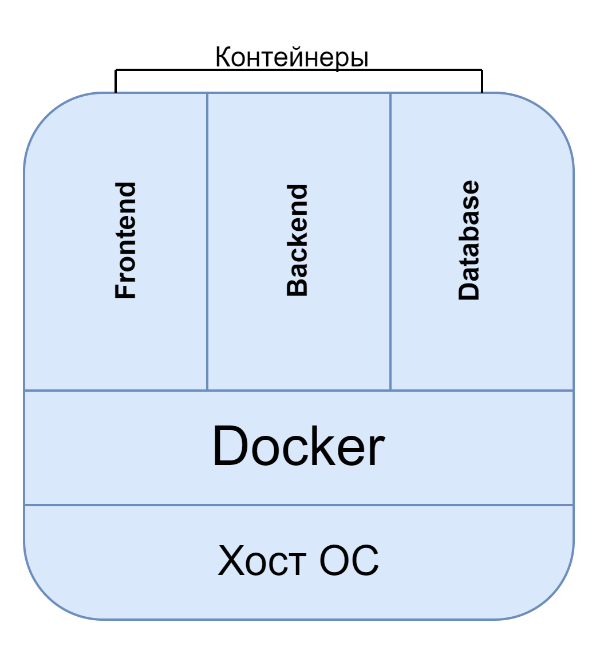 Контейнеры
Frontend
Backend
Database
Docker
Хост ОС